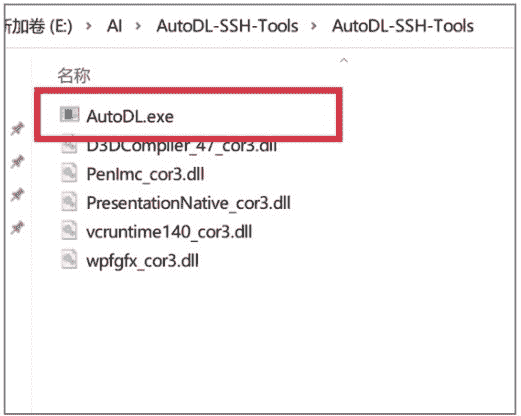 新加卷 (E:) > AI > AutoDL-SSH-Tools > AutoDL-SSH-Tools
名称
AutoDL.exe
D3DCompiler_47_cor3.dll
PenImc_cor3.dll
PresentationNative_cor3.dll
vcruntime140_cor3.dll
wpfgfx_cor3.dll